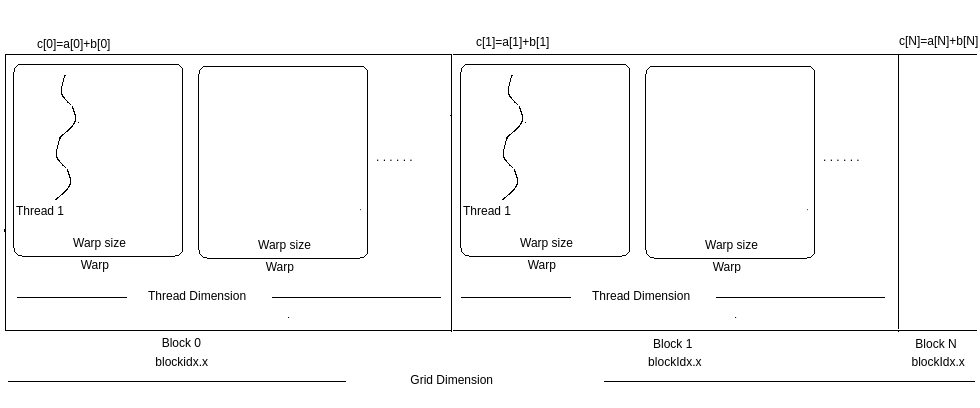 c[0]=a[0]+b[0]
c[1]=a[1]+b[1]
c[N]=a[N]+b[N]
. . . . . .
. . . . . .
Thread 1
Thread 1
Warp size
Warp size
Warp size
Warp size
Warp
Warp
Warp
Warp
Thread Dimension
Thread Dimension
Block 0
Block 1
Block N
blockidx.x
blockIdx.x
blockIdx.x
Grid Dimension